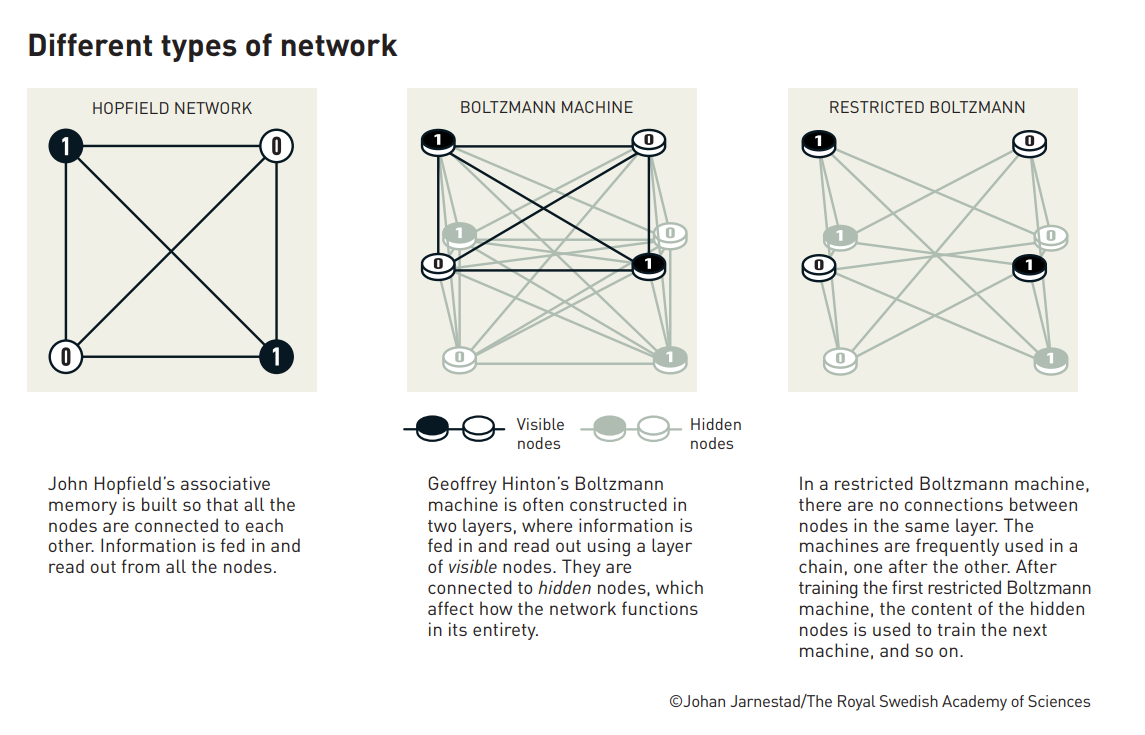 Different types of network
HOPFIELD NETWORK
1
0
0
1
John Hopfield's associative
memory is built so that all the
nodes are connected to each
other. Information is fed in and
read out from all the nodes.
BOLTZMANN MACHINE
1
0
1
0
0
1
0
1
Visible
nodes
Hidden
nodes
Geoffrey Hinton's Boltzmann
machine is often constructed in
two layers, where information is
fed in and read out using a layer
of visible nodes. They are
connected to hidden nodes, which
affect how the network functions
in its entirety.
RESTRICTED BOLTZMANN
1
0
1
0
0
1
0
1
In a restricted Boltzmann machine,
there are no connections between
nodes in the same layer. The
machines are frequently used in a
chain, one after the other. After
training the first restricted Boltzmann
machine, the content of the hidden
nodes is used to train the next
machine, and so on.
©Johan Jarnestad/The Royal Swedish Academy of Sciences